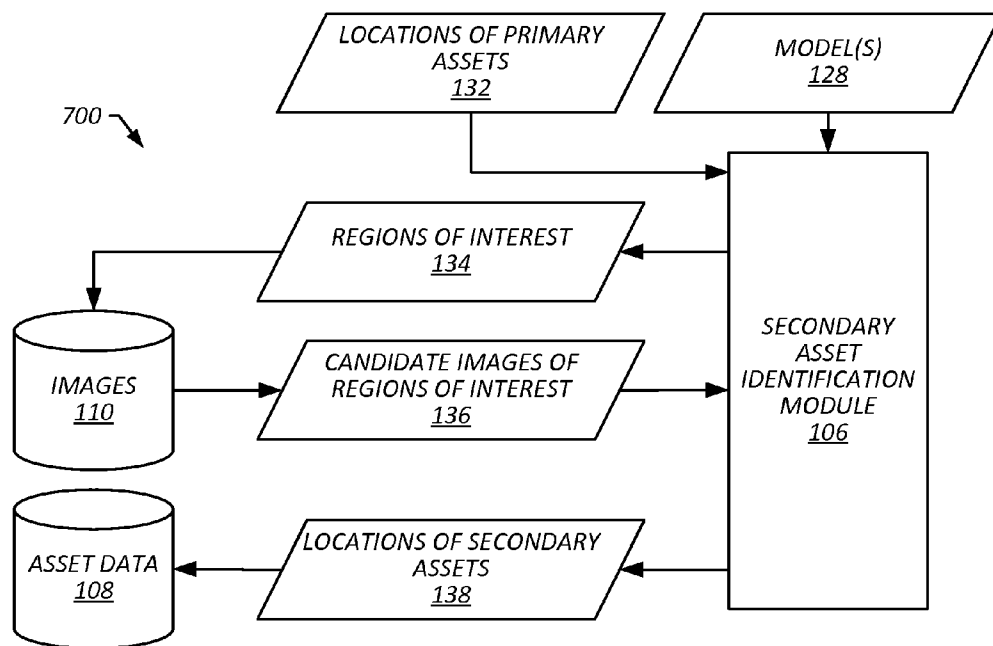 LOCATIONS OF PRIMARY
ASSETS
132
MODEL(S)
128
700
REGIONS OF INTEREST
134
IMAGES
110
CANDIDATE IMAGES OF
REGIONS OF INTEREST
136
SECONDARY
ASSET
IDENTIFICATION
MODULE
106
ASSET DATA
108
LOCATIONS OF SECONDARY
ASSETS
138